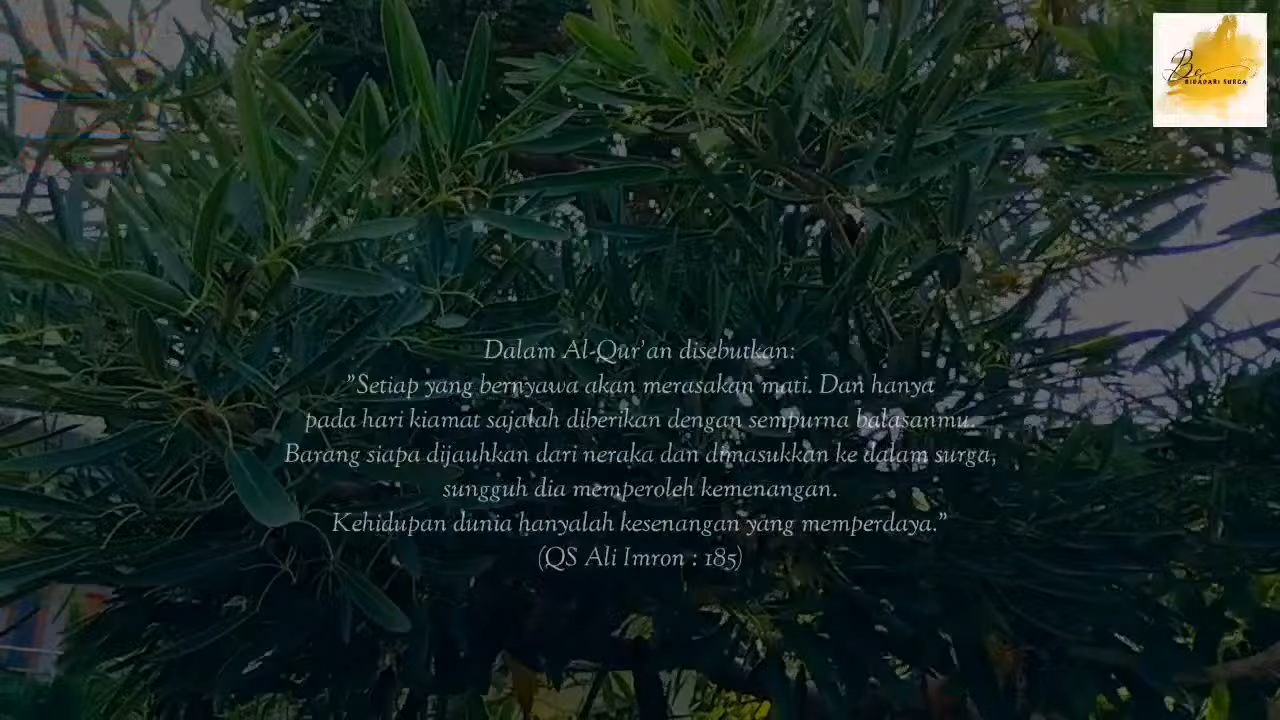 Be
BIDADARI SURGA
Dalam Al-Qur'an disebutkan:
"Setiap yang bernyawa akan merasakan mati. Dan hanya
pada hari kiamat sajalah diberikan dengan sempurna balasanmu.
Barang siapa dijauhkan dari neraka dan dimasukkan ke dalam surga,
sungguh dia memperoleh kemenangan.
Kehidupan dunia hanyalah kesenangan yang memperdaya."
(QS Ali Imron : 185)